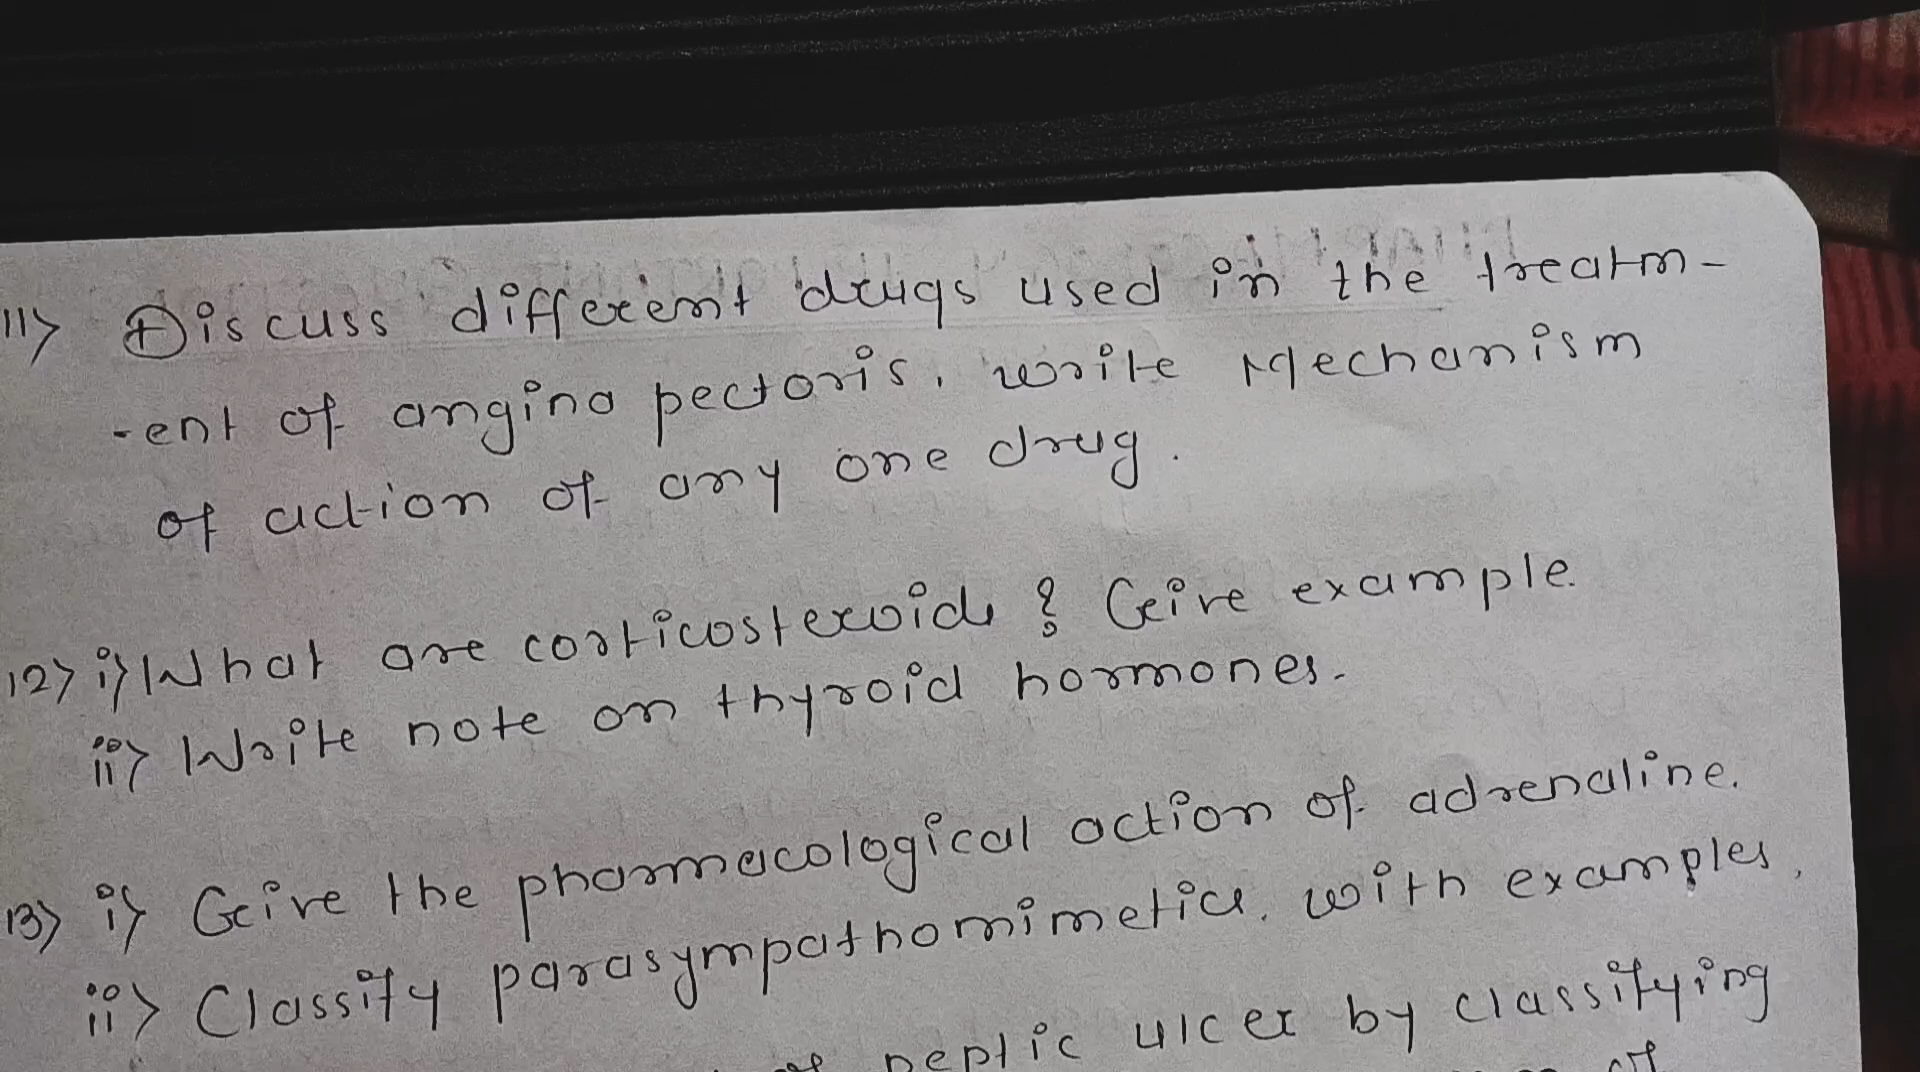 11) Discuss different drugs used in the treatm-
-ent of angina pectoris. write Mechanism
of action of any one drug.
12) i) What are corticosteroids? Give example.
ii) Write note on thyroid hormones.
13) i) Give the pharmacological action of adrenaline.
ii) Classify parasympathomimetics. with examples.
of peptic ulcer by classifying
of